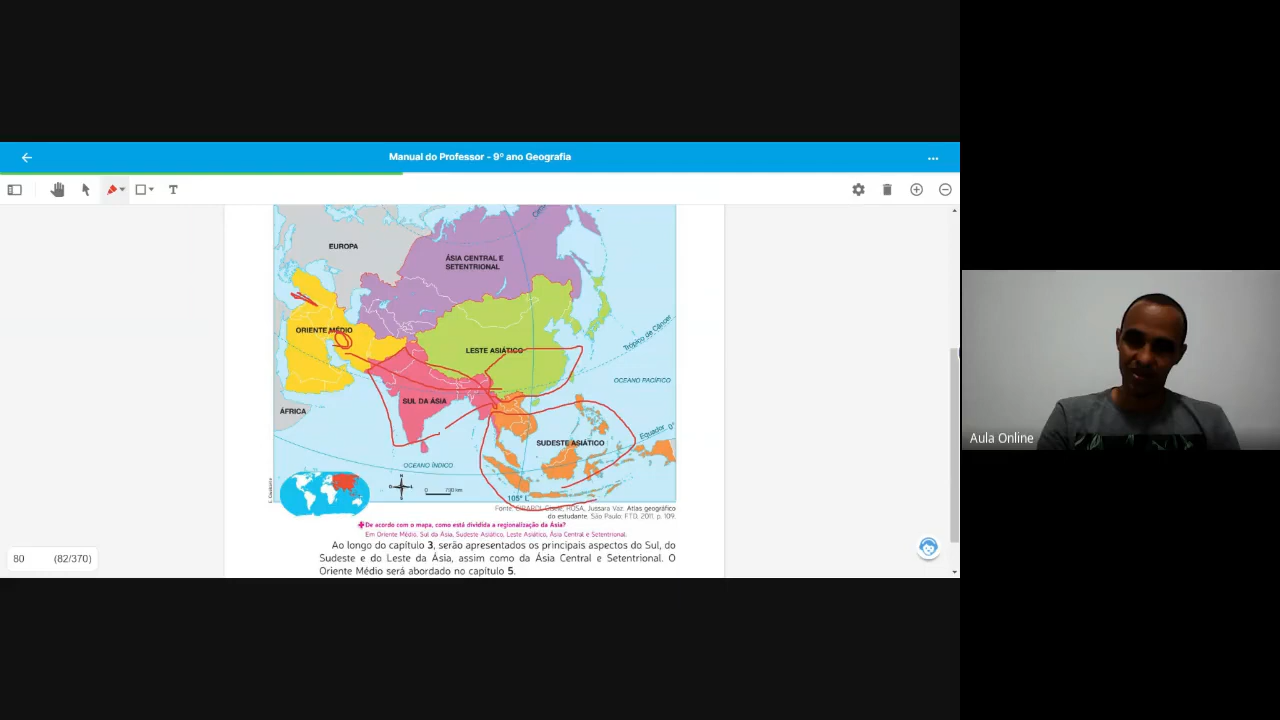 Manual do Professor - 9º ano Geografia
T
EUROPA
ÁSIA CENTRAL E
SETENTRIONAL
ORIENTE MÉDIO
LESTE ASIÁTICO
Trópico de Câncer
OCEANO PACÍFICO
SUL DA ÁSIA
ÁFRICA
Equador 0°
SUDESTE ASIÁTICO
OCEANO ÍNDICO
N
O L
S
0 730 km
105° L
Fonte: GIRARDI, Gisele; ROSA, Jussara Vaz. Atlas geográfico
do estudante. São Paulo: FTD, 2011. p. 109.
De acordo com o mapa, como está dividida a regionalização da Ásia?
Em Oriente Médio, Sul da Ásia, Sudeste Asiático, Leste Asiático, Ásia Central e Setentrional.
Ao longo do capítulo 3, serão apresentados os principais aspectos do Sul, do
Sudeste e do Leste da Ásia, assim como da Ásia Central e Setentrional. O
Oriente Médio será abordado no capítulo 5.
80 (82/370)
Aula Online